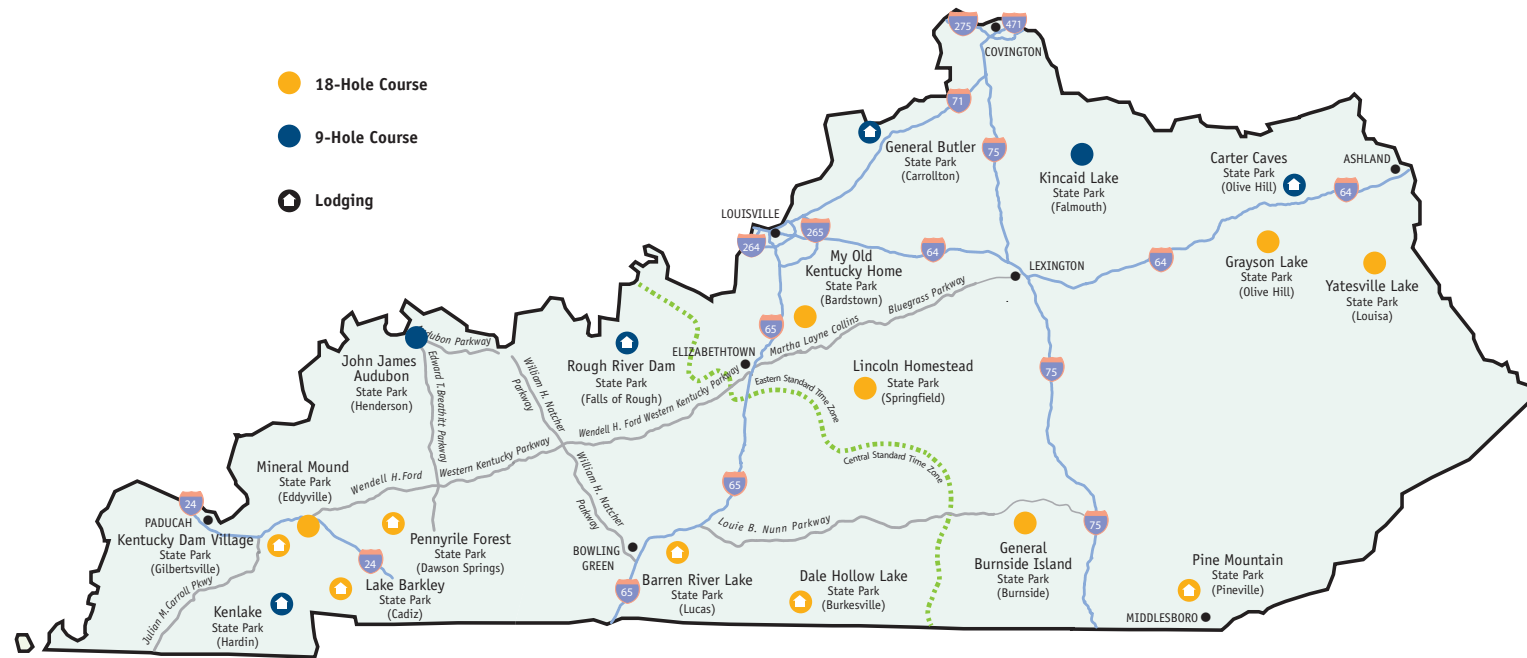 18-Hole Course
9-Hole Course
Lodging
275
471
COVINGTON
71
75
General Butler
State Park
(Carrollton)
Kincaid Lake
State Park
(Falmouth)
Carter Caves
State Park
(Olive Hill)
ASHLAND
64
LOUISVILLE
264
265
64
64
LEXINGTON
My Old
Kentucky Home
State Park
(Bardstown)
Grayson Lake
State Park
(Olive Hill)
Yatesville Lake
State Park
(Louisa)
Bluegrass Parkway
Martha Layne Collins
65
ELIZABETHTOWN
75
Audubon Parkway
John James
Audubon
State Park
(Henderson)
Edward T. Breathitt Parkway
William H. Natcher
Parkway
Rough River Dam
State Park
(Falls of Rough)
Lincoln Homestead
State Park
(Springfield)
Eastern Standard Time Zone
Central Standard Time Zone
Wendell H. Ford Western Kentucky Parkway
Wendell H. Ford
Western Kentucky Parkway
William H. Natcher
Parkway
Mineral Mound
State Park
(Eddyville)
24
PADUCAH
Kentucky Dam Village
State Park
(Gilbertsville)
Pennyrile Forest
State Park
(Dawson Springs)
24
Lake Barkley
State Park
(Cadiz)
Julian M. Carroll Pkwy
Kenlake
State Park
(Hardin)
65
Louie B. Nunn Parkway
75
BOWLING
GREEN
65
Barren River Lake
State Park
(Lucas)
Dale Hollow Lake
State Park
(Burkesville)
General
Burnside Island
State Park
(Burnside)
Pine Mountain
State Park
(Pineville)
MIDDLESBORO